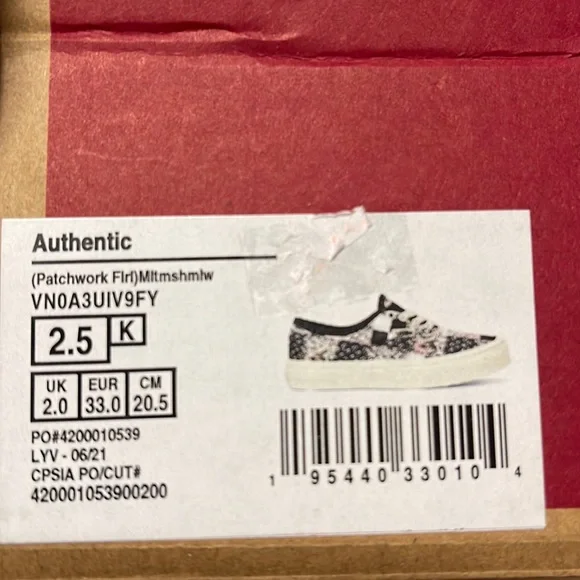 Authentic
(Patchwork Flrl)Mltmshmlw
VN0A3UIV9FY
2.5 K
UK EUR CM
2.0 33.0 20.5
PO#4200010539
LYV - 06/21
CPSIA PO/CUT#
420001053900200
1 95440 33010 4